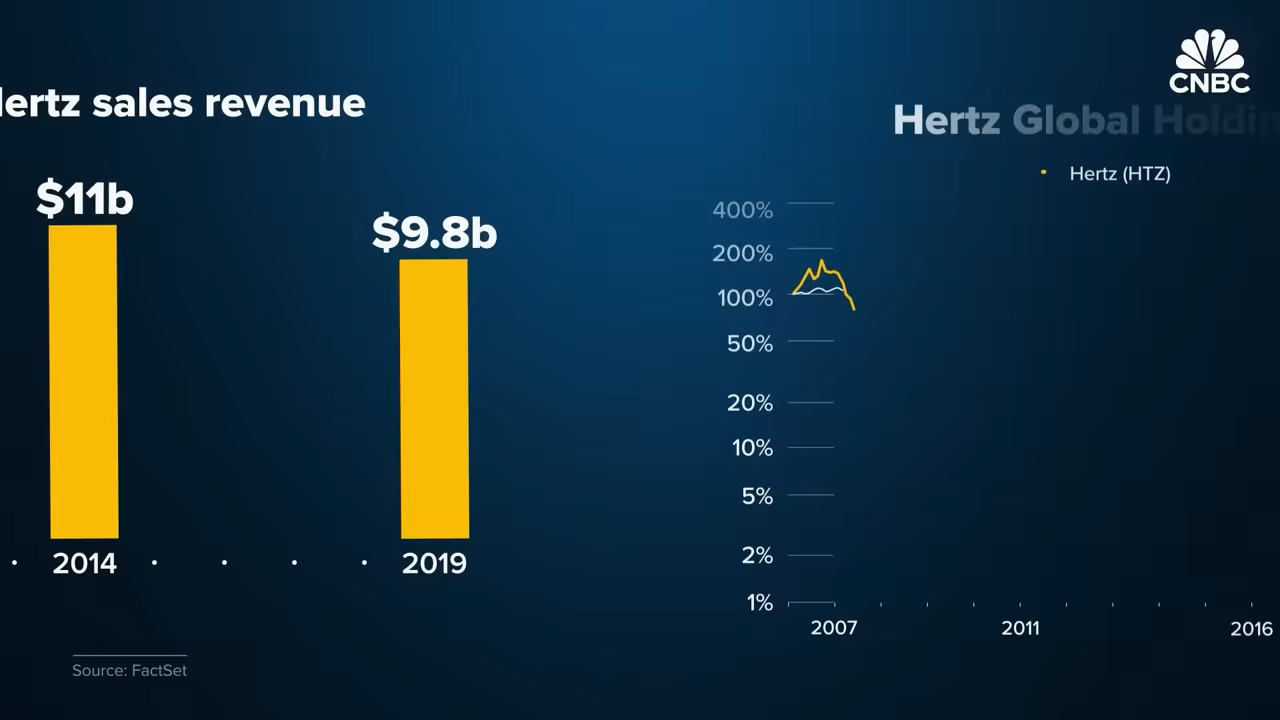 CNBC
ertz sales revenue
Hertz Global Holdin
Hertz (HTZ)
$11b
$9.8b
2014
2019
Source: FactSet
400%
200%
100%
50%
20%
10%
5%
2%
1%
2007
2011
2016